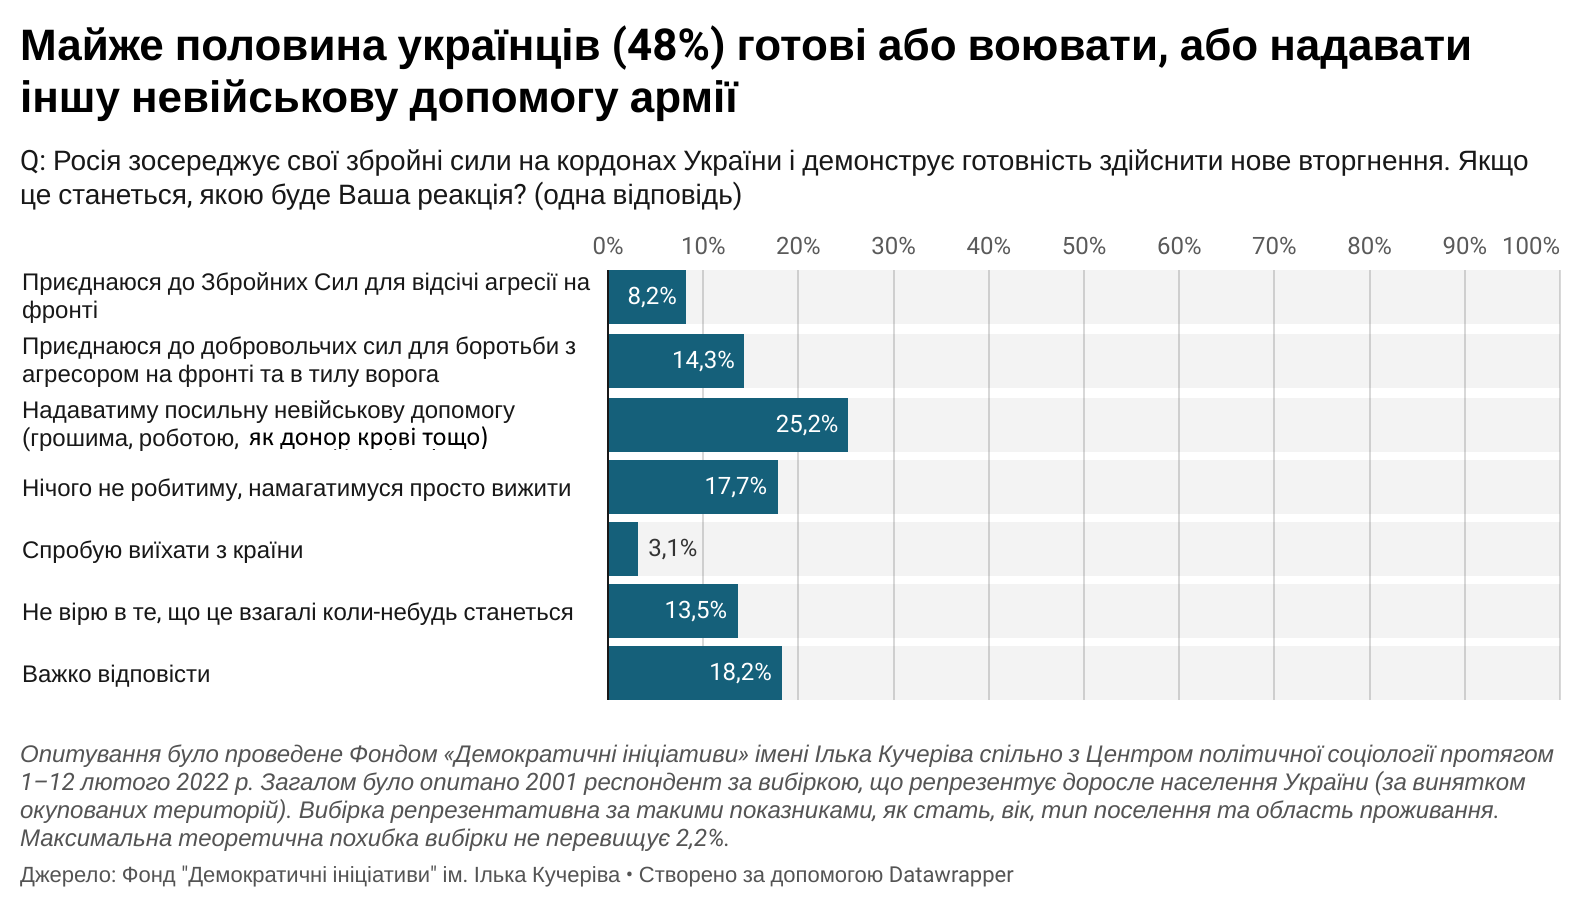 Майже половина українців (48%) готові або воювати, або надавати
іншу невійськову допомогу армії
Q: Росія зосереджує свої збройні сили на кордонах України і демонструє готовність здійснити нове вторгнення. Якщо
це станеться, якою буде Ваша реакція? (одна відповідь)
0% 10% 20% 30% 40% 50% 60% 70% 80% 90% 100%
Приєднаюся до Збройних Сил для відсічі агресії на
фронті
8,2%
Приєднаюся до добровольчих сил для боротьби з
агресором на фронті та в тилу ворога
14,3%
Надаватиму посильну невійськову допомогу
(грошима, роботою, як донор крові тощо)
25,2%
Нічого не робитиму, намагатимуся просто вижити
17,7%
Спробую виїхати з країни
3,1%
Не вірю в те, що це взагалі коли-небудь станеться
13,5%
Важко відповісти
18,2%
Опитування було проведене Фондом «Демократичні ініціативи» імені Ілька Кучеріва спільно з Центром політичної соціології протягом
1–12 лютого 2022 р. Загалом було опитано 2001 респондент за вибіркою, що репрезентує доросле населення України (за винятком
окупованих територій). Вибірка репрезентативна за такими показниками, як стать, вік, тип поселення та область проживання.
Максимальна теоретична похибка вибірки не перевищує 2,2%.
Джерело: Фонд "Демократичні ініціативи" ім. Ілька Кучеріва • Створено за допомогою Datawrapper